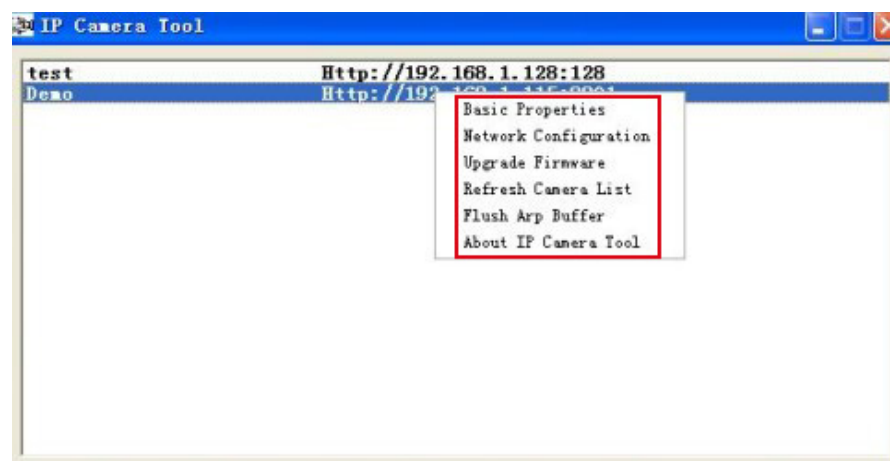 IP Camera Tool
test Http://192.168.1.128:128
Demo Http://192
Basic Properties
Network Configuration
Upgrade Firmware
Refresh Camera List
Flush Arp Buffer
About IP Camera Tool